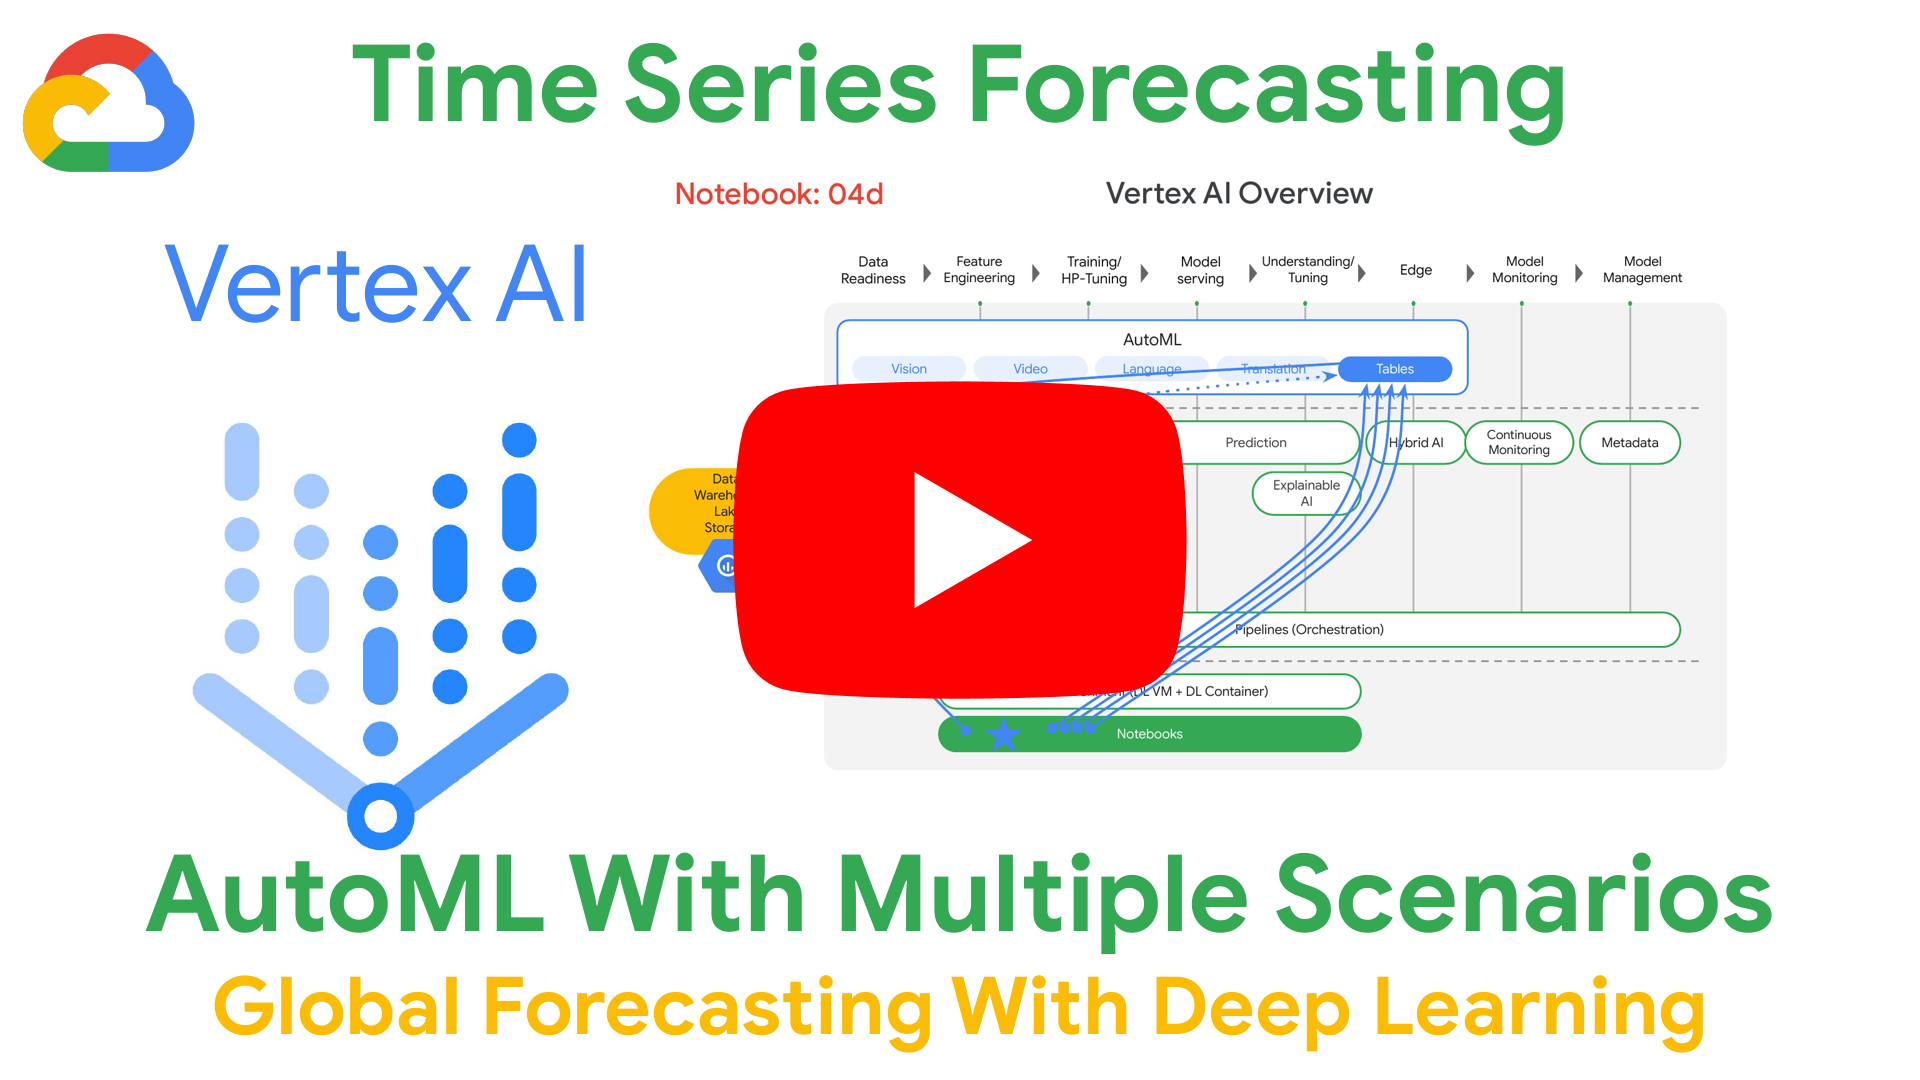 Time Series Forecasting
Notebook: 04d
Vertex AI Overview
Vertex AI
Data
Readiness
Feature
Engineering
Training/
HP-Tuning
Model
serving
Understanding/
Tuning
Edge
Model
Monitoring
Model
Management
AutoML
Vision
Video
Language
Translation
Tables
Prediction
Hybrid AI
Continuous
Monitoring
Metadata
Explainable
AI
Data
Pipelines (Orchestration)
(DL VM + DL Container)
Notebooks
AutoML With Multiple Scenarios
Global Forecasting With Deep Learning